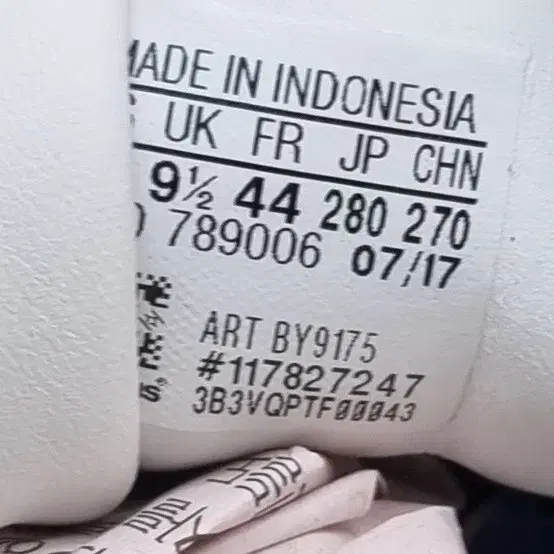 MADE IN INDONESIA
UK FR JP CHN
9½ 44 280 270
789006 07/17
ART BY9175
#117827247
3B3VQPTF00043